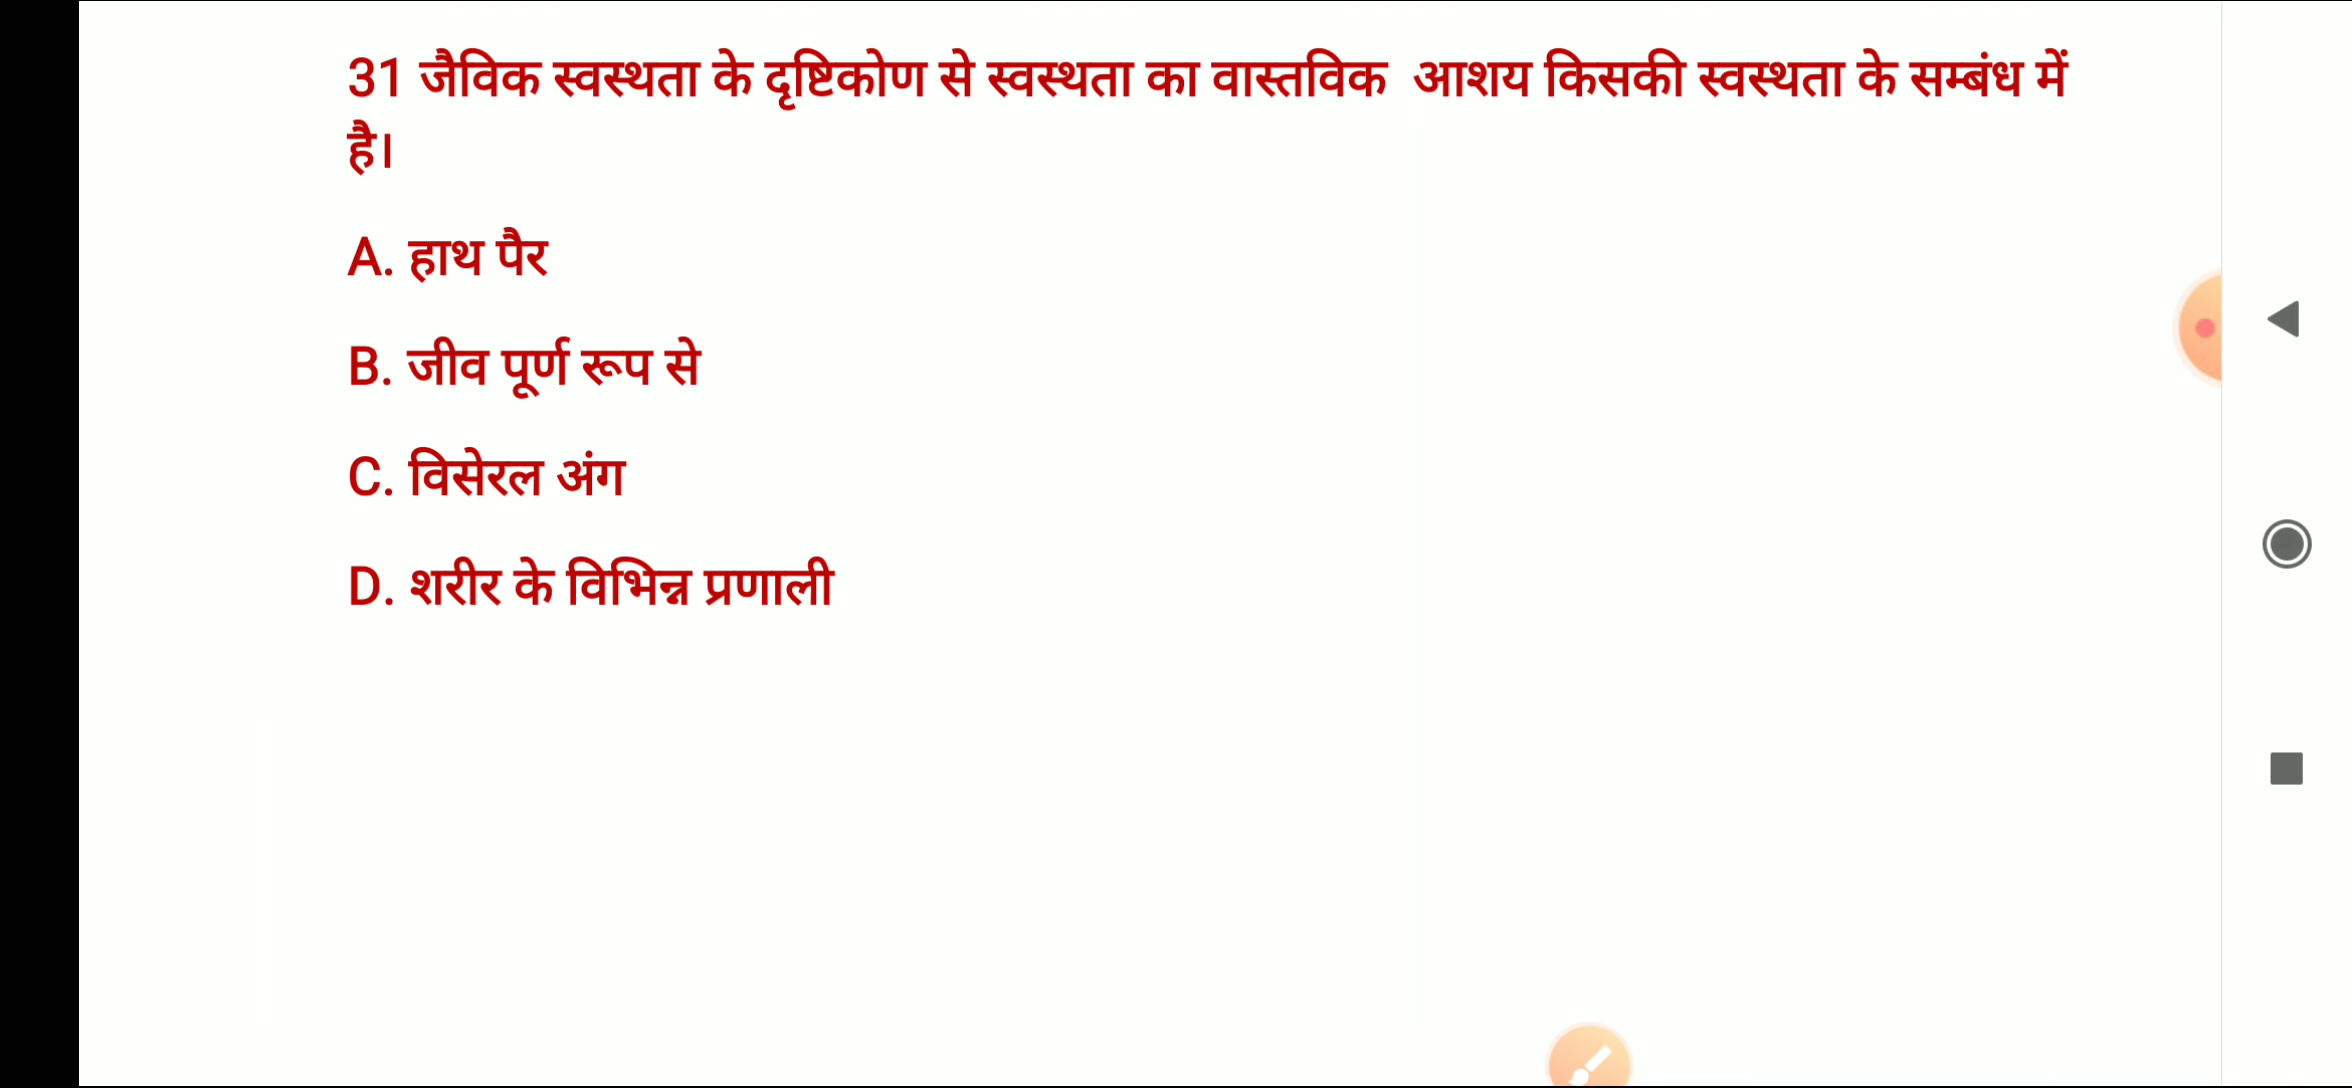 31 जैविक स्वस्थता के दृष्टिकोण से स्वस्थता का वास्तविक आशय किसकी स्वस्थता के सम्बंध में
है।
A. हाथ पैर
B. जीव पूर्ण रूप से
C. विसेरल अंग
D. शरीर के विभिन्न प्रणाली